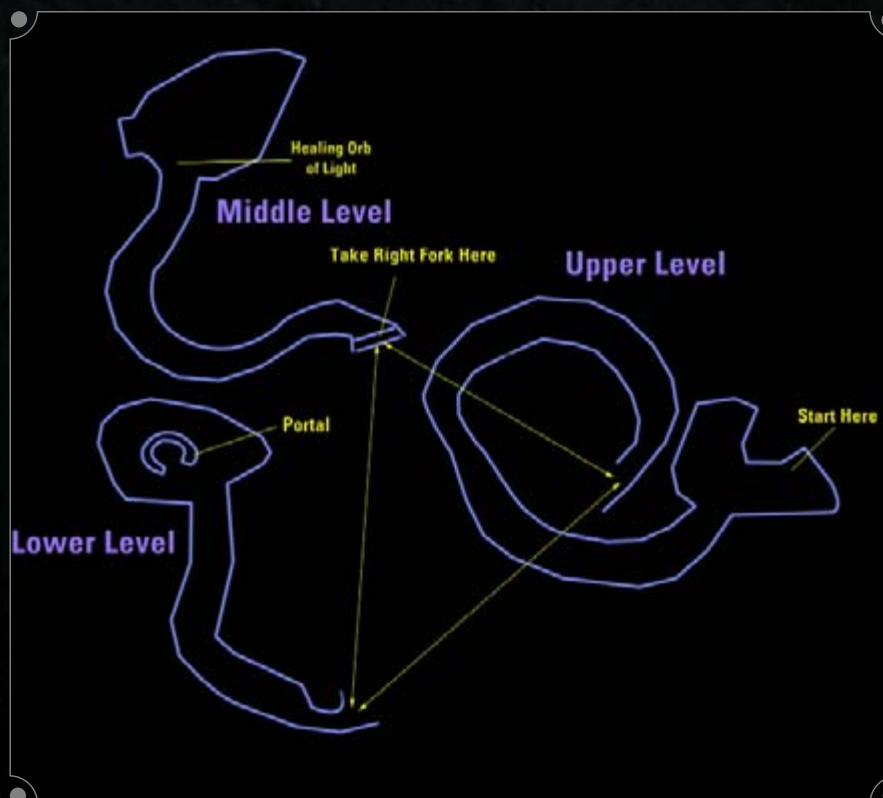 Healing Orb
of Light
Middle Level
Take Right Fork Here
Upper Level
Start Here
Portal
Lower Level